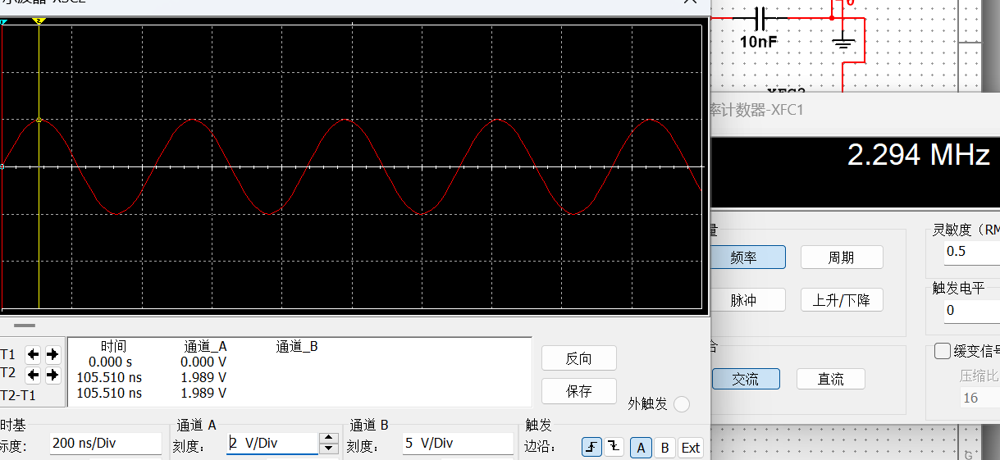 示波器-XSC2
2
10nF
0
XFC2
率计数器-XFC1
2.294 MHz
量
灵敏度（RM
频率
周期
0.5
脉冲
上升/下降
触发电平
0
合
缓变信号
交流
直流
压缩比
16
时间 通道_A 通道_B
T1
0.000 s 0.000 V
T2
105.510 ns 1.989 V
T2-T1
105.510 ns 1.989 V
反向
保存
外触发
时基
通道 A
通道 B
触发
标度：
200 ns/Div
刻度：
2 V/Div
刻度：
5 V/Div
边沿：
A
B
Ext
G